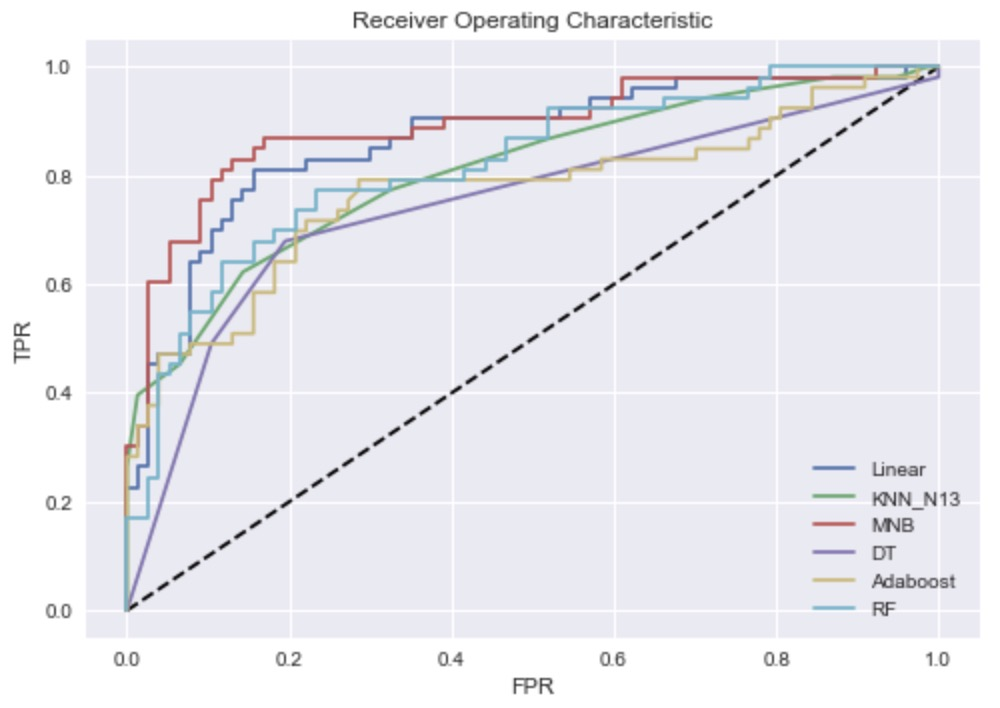 Receiver Operating Characteristic
1.0
0.8
0.6
0.4
0.2
0.0
TPR
Linear
KNN_N13
MNB
DT
Adaboost
RF
0.0 0.2 0.4 0.6 0.8 1.0
FPR